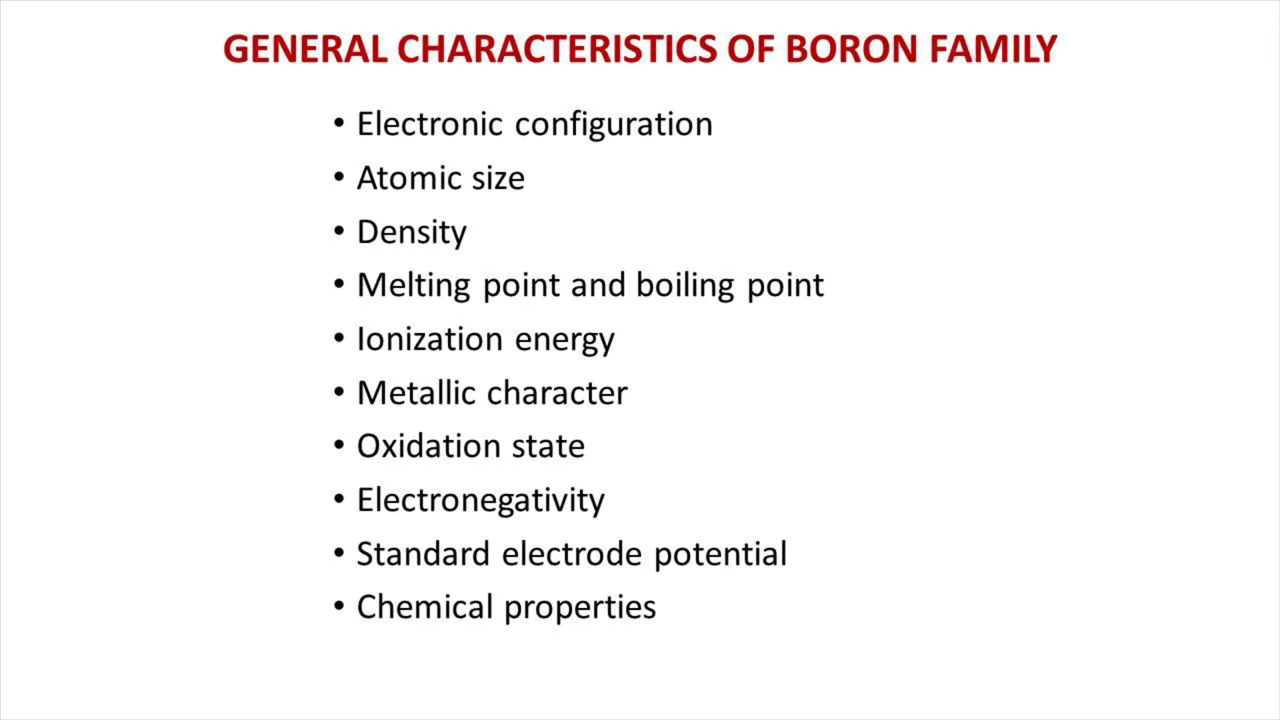 GENERAL CHARACTERISTICS OF BORON FAMILY
• Electronic configuration
• Atomic size
• Density
• Melting point and boiling point
• Ionization energy
• Metallic character
• Oxidation state
• Electronegativity
• Standard electrode potential
• Chemical properties